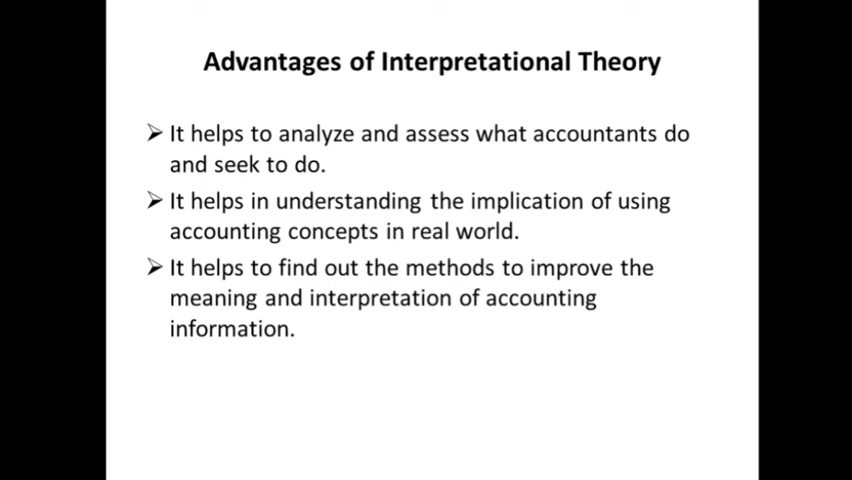 Advantages of Interpretational Theory
➢ It helps to analyze and assess what accountants do
and seek to do.
➢ It helps in understanding the implication of using
accounting concepts in real world.
➢ It helps to find out the methods to improve the
meaning and interpretation of accounting
information.